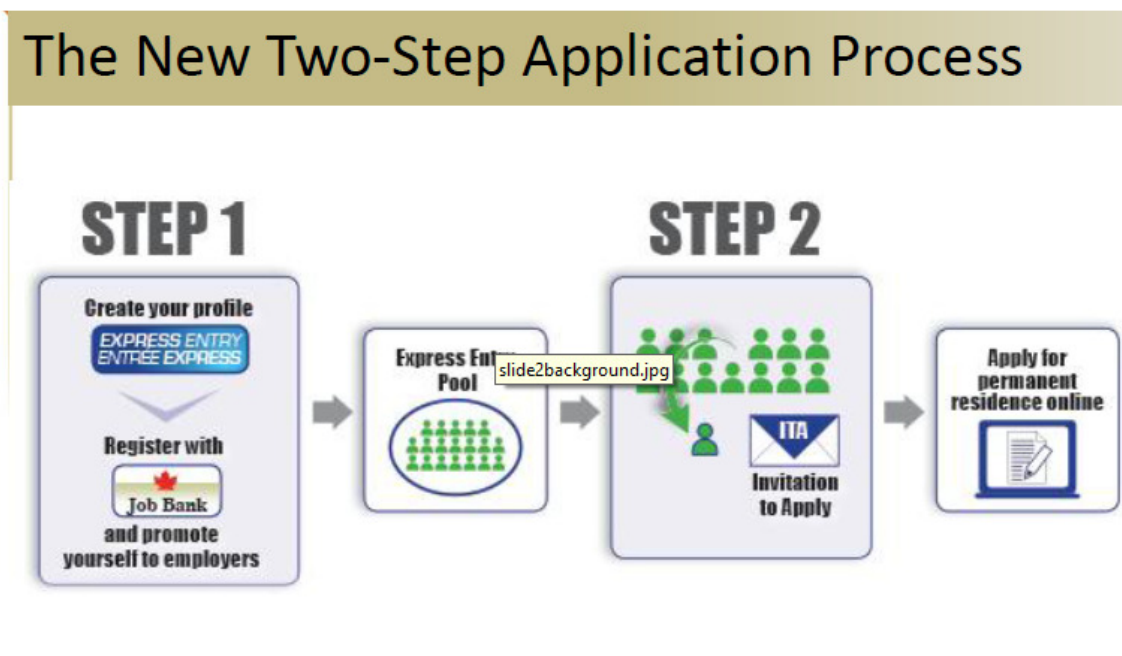 The New Two-Step Application Process
STEP 1
Create your profile
EXPRESS ENTRY
ENTRÉE EXPRESS
Register with
Job Bank
and promote
yourself to employers
Express Entry
Pool
slide2background.jpg
STEP 2
ITA
Invitation
to Apply
Apply for
permanent
residence online